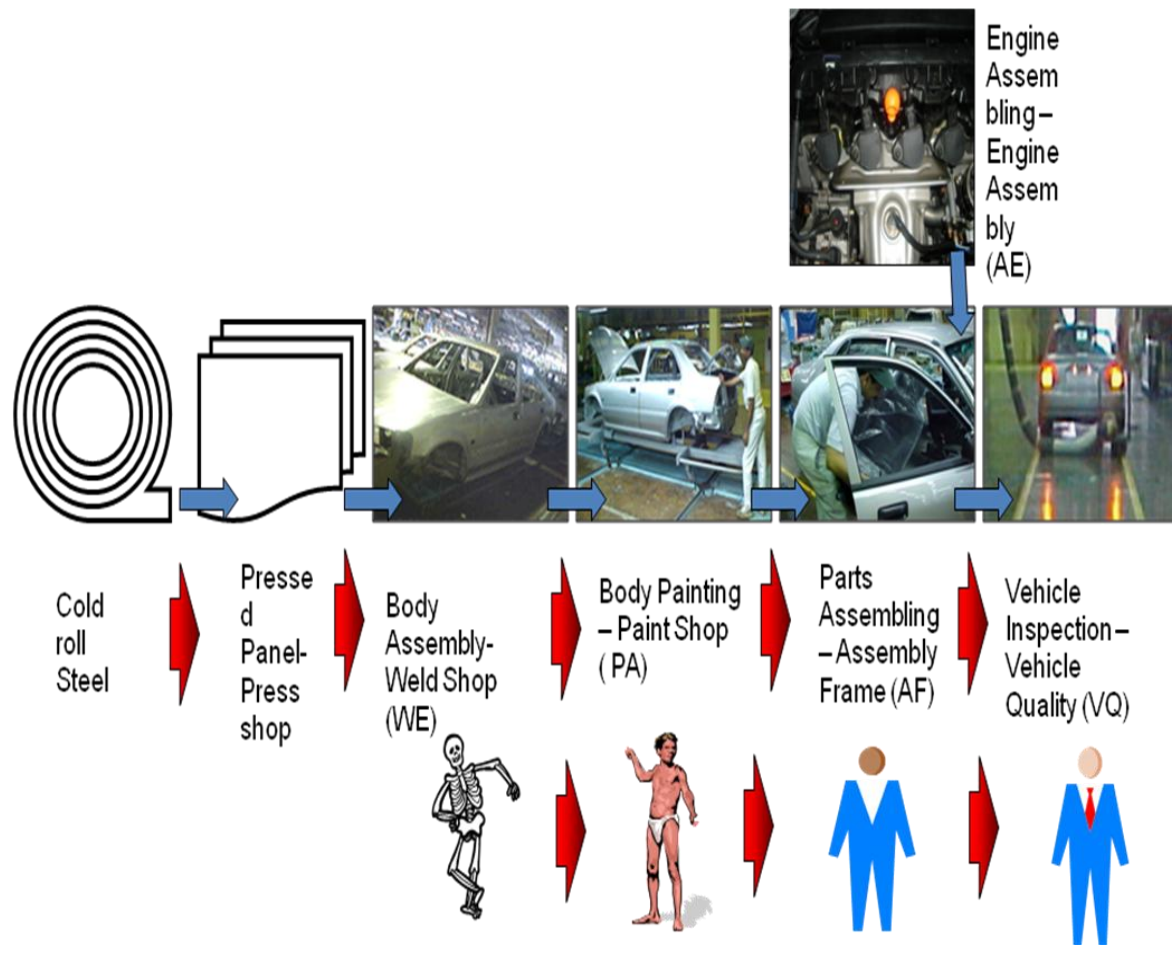 Engine
Assem
bling –
Engine
Assem
bly
(AE)
Cold
roll
Steel
Presse
d
Panel-
Press
shop
Body
Assembly-
Weld Shop
(WE)
Body Painting
– Paint Shop
( PA)
Parts
Assembling
– Assembly
Frame (AF)
Vehicle
Inspection –
Vehicle
Quality (VQ)